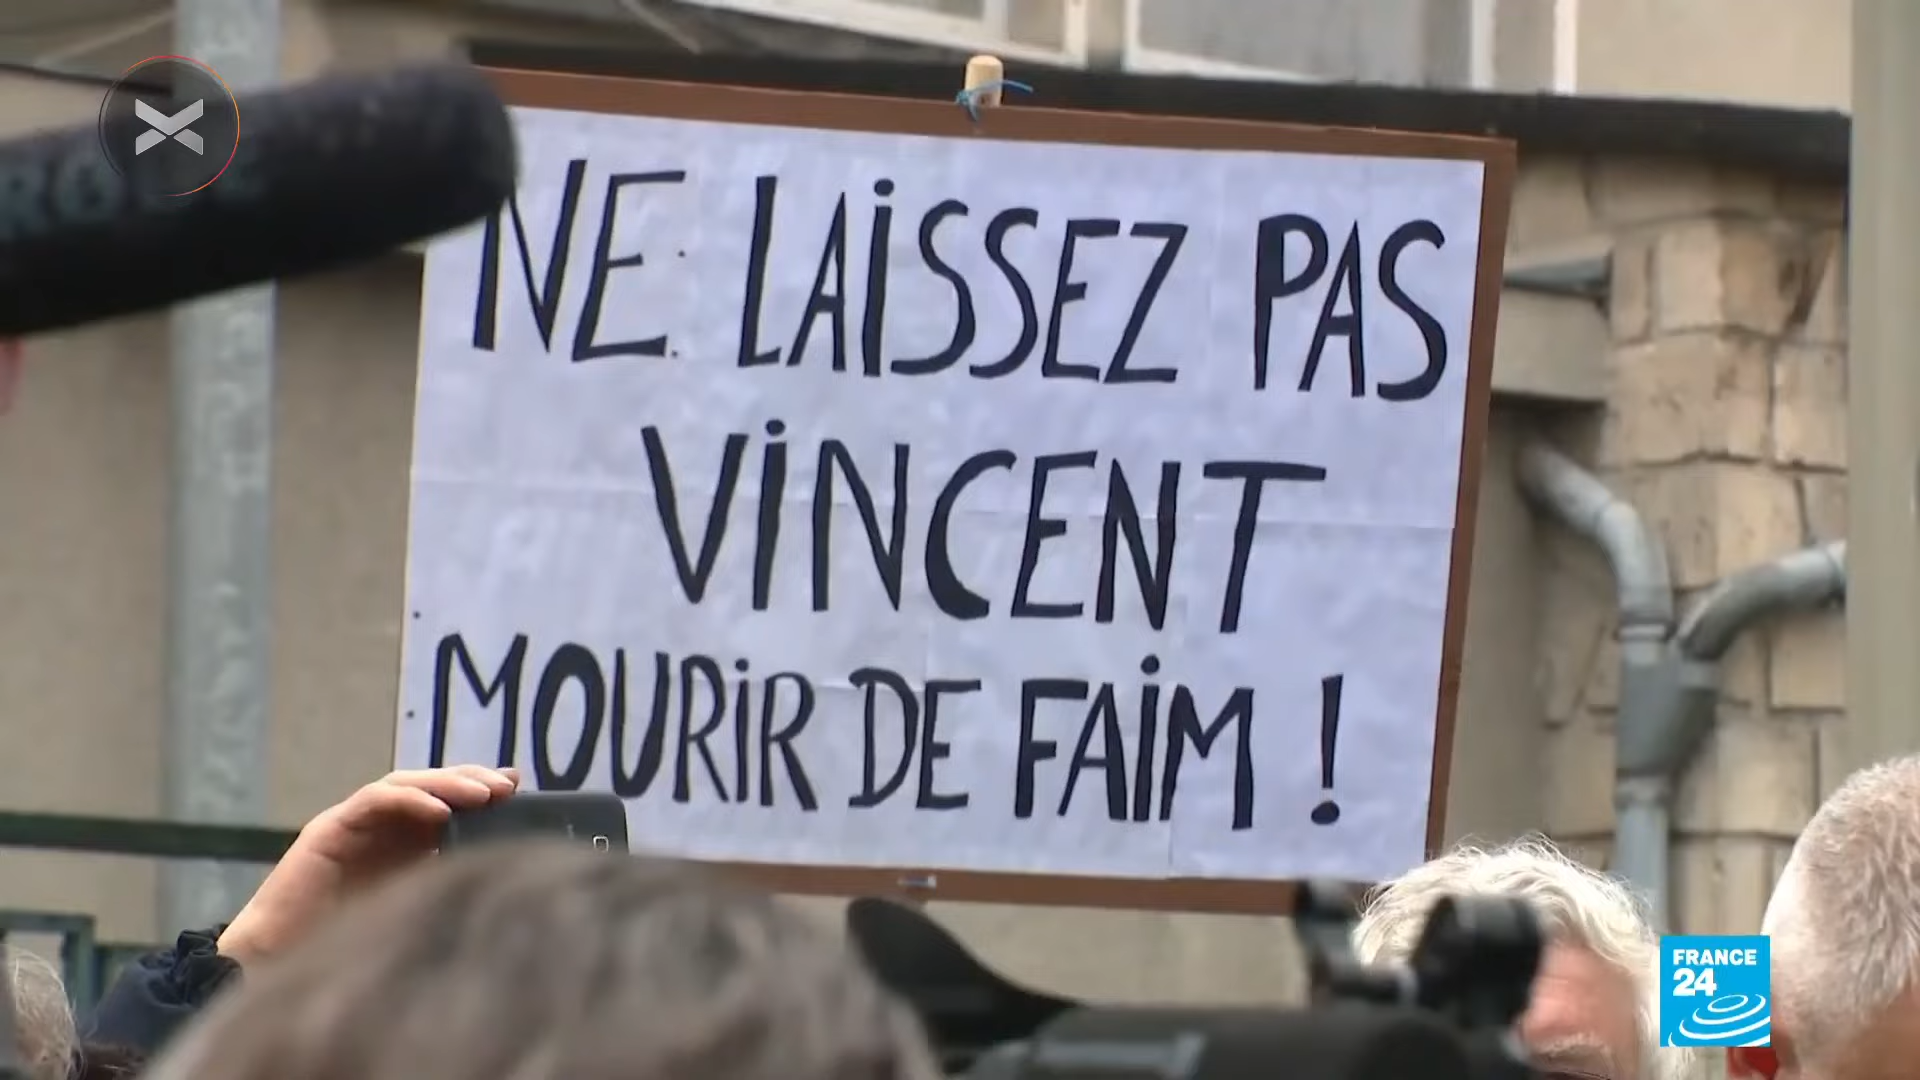 NE LAISSEZ PAS
VINCENT
MOURIR DE FAIM !
FRANCE
24